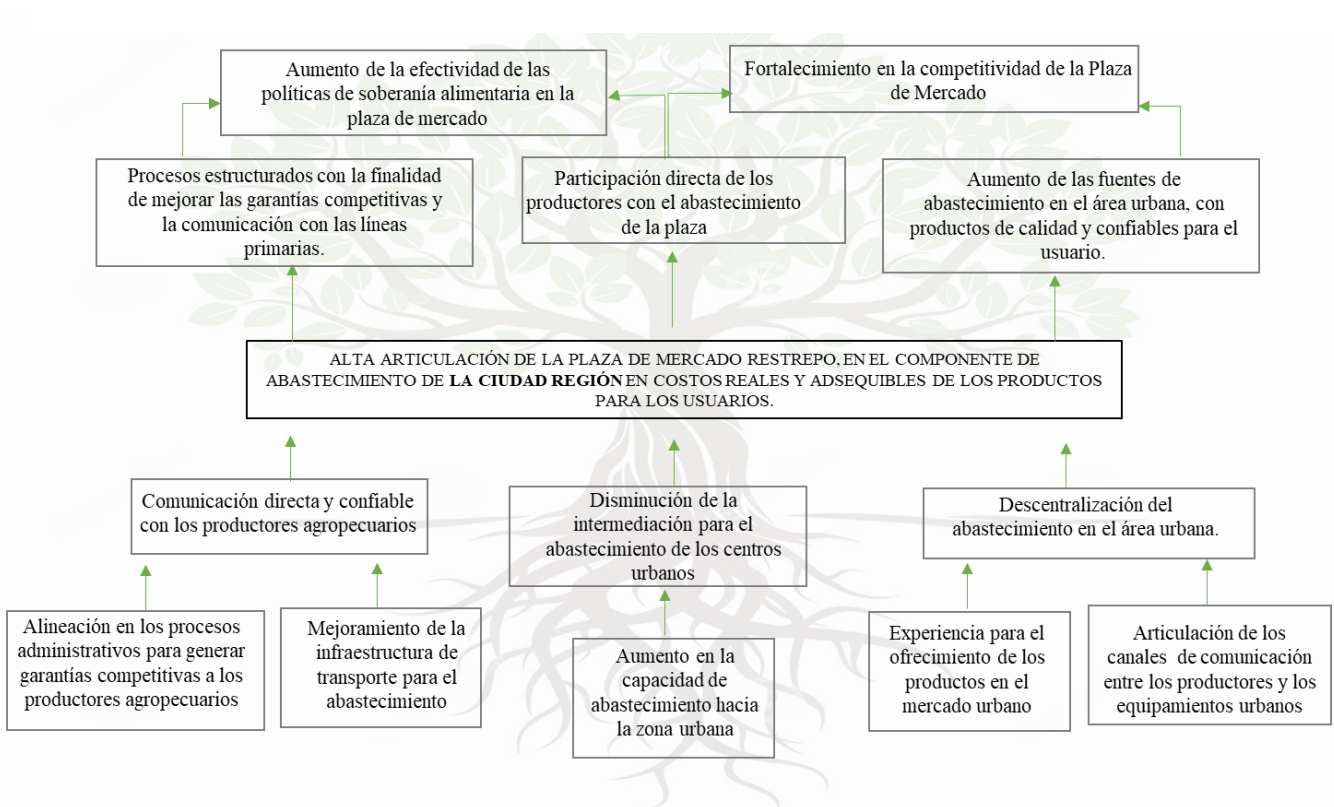 Aumento de la efectividad de las
políticas de soberanía alimentaria en la
plaza de mercado
Fortalecimiento en la competitividad de la Plaza
de Mercado
Procesos estructurados con la finalidad
de mejorar las garantías competitivas y
la comunicación con las líneas
primarias.
Participación directa de los
productores con el abastecimiento
de la plaza
Aumento de las fuentes de
abastecimiento en el área urbana, con
productos de calidad y confiables para el
usuario.
ALTA ARTICULACIÓN DE LA PLAZA DE MERCADO RESTREPO, EN EL COMPONENTE DE
ABASTECIMIENTO DE LA CIUDAD REGIÓN EN COSTOS REALES Y ADSEQUIBLES DE LOS PRODUCTOS
PARA LOS USUARIOS.
Comunicación directa y confiable
con los productores agropecuarios
Disminución de la
intermediación para el
abastecimiento de los centros
urbanos
Descentralización del
abastecimiento en el área urbana.
Alineación en los procesos
administrativos para generar
garantías competitivas a los
productores agropecuarios
Mejoramiento de la
infraestructura de
transporte para el
abastecimiento
Aumento en la
capacidad de
abastecimiento hacia
la zona urbana
Experiencia para el
ofrecimiento de los
productos en el
mercado urbano
Articulación de los
canales de comunicación
entre los productores y los
equipamientos urbanos